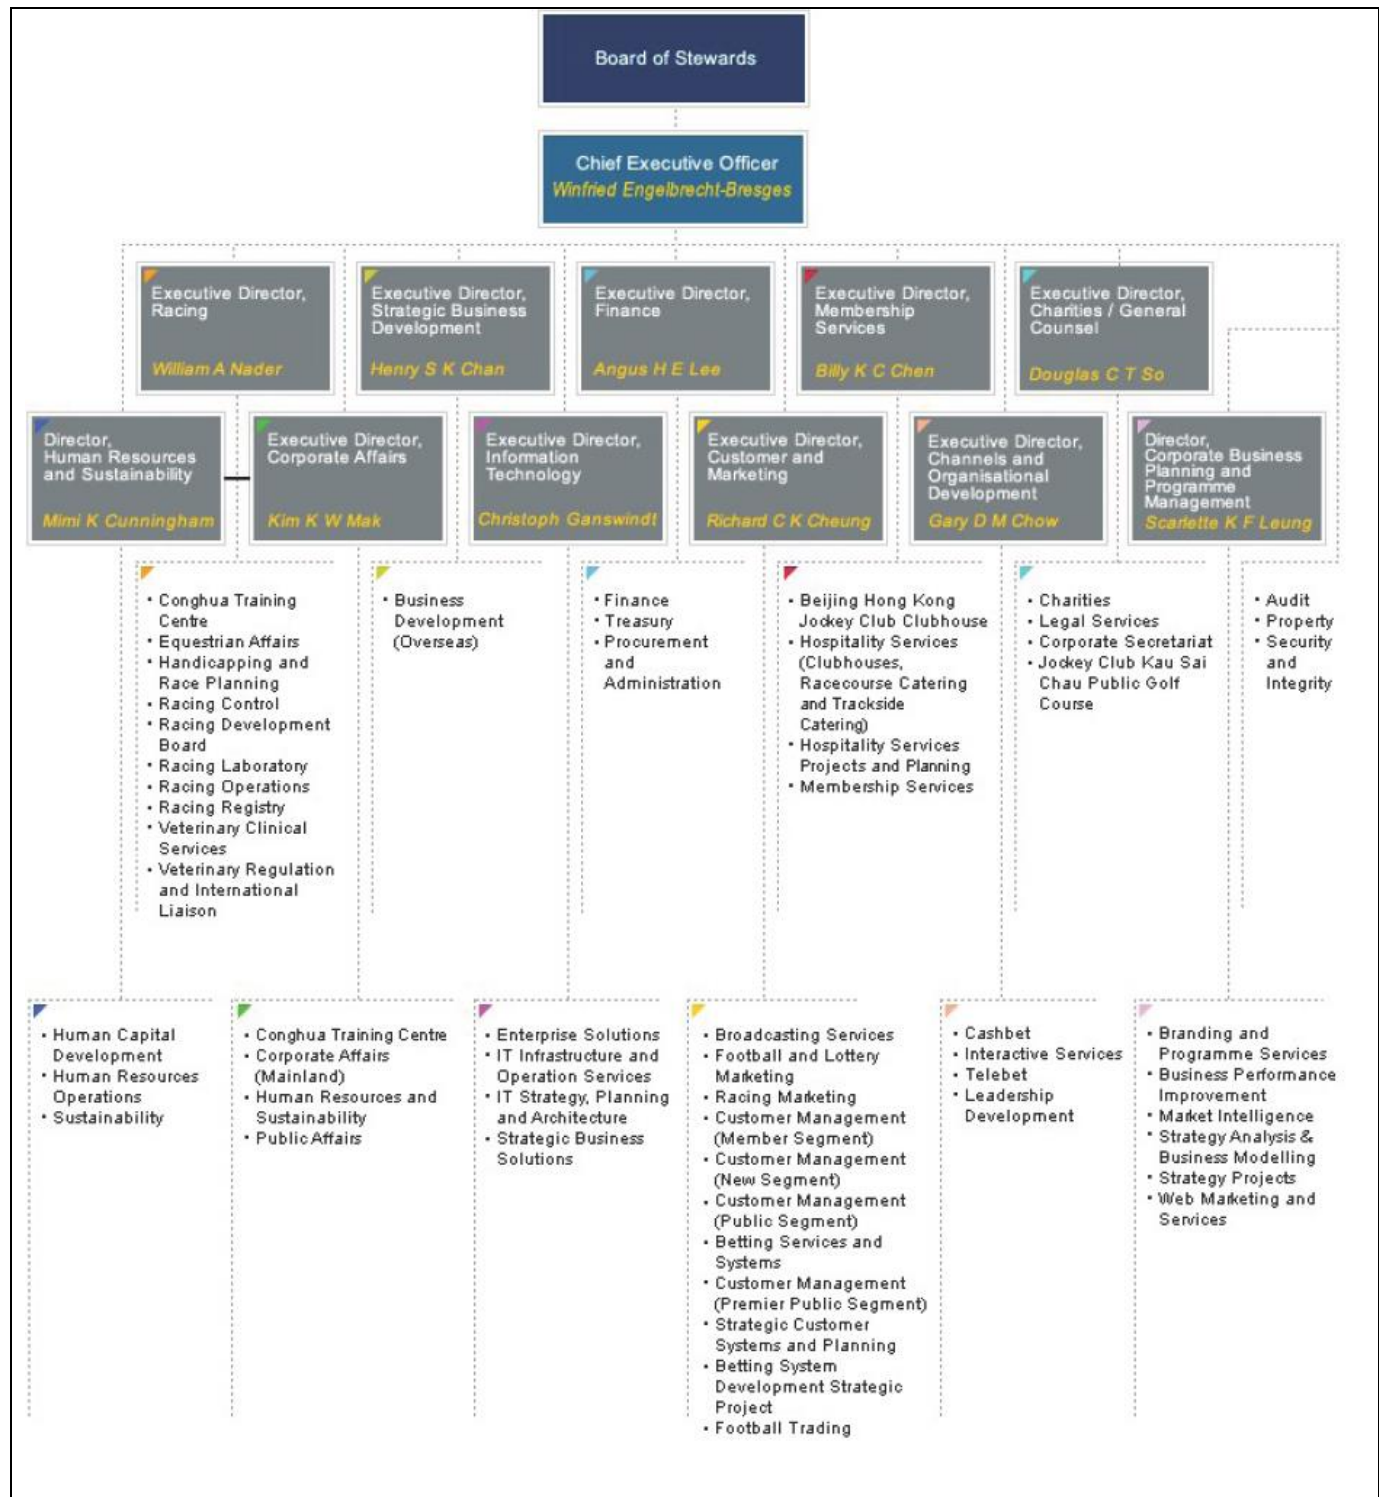 Board of Stewards
Chief Executive Officer
Winfried Engelbrecht-Bresges
Executive Director,
Racing
William A Nader
Executive Director,
Strategic Business
Development
Henry S K Chan
Executive Director,
Finance
Angus H E Lee
Executive Director,
Membership
Services
Billy K C Chen
Executive Director,
Charities / General
Counsel
Douglas C T So
Director,
Human Resources
and Sustainability
Mimi K Cunningham
Executive Director,
Corporate Affairs
Kim K W Mak
Executive Director,
Information
Technology
Christoph Ganswindt
Executive Director,
Customer and
Marketing
Richard C K Cheung
Executive Director,
Channels and
Organisational
Development
Gary D M Chow
Director,
Corporate Business
Planning and
Programme
Management
Scarlette K F Leung
• Conghua Training
Centre
• Equestrian Affairs
• Handicapping and
Race Planning
• Racing Control
• Racing Development
Board
• Racing Laboratory
• Racing Operations
• Racing Registry
• Veterinary Clinical
Services
• Veterinary Regulation
and International
Liaison
• Business
Development
(Overseas)
• Finance
• Treasury
• Procurement
and
Administration
• Beijing Hong Kong
Jockey Club Clubhouse
• Hospitality Services
(Clubhouses,
Racecourse Catering
and Trackside
Catering)
• Hospitality Services
Projects and Planning
• Membership Services
• Charities
• Legal Services
• Corporate Secretariat
• Jockey Club Kau Sai
Chau Public Golf
Course
• Audit
• Property
• Security
and
Integrity
• Human Capital
Development
• Human Resources
Operations
• Sustainability
• Conghua Training Centre
• Corporate Affairs
(Mainland)
• Human Resources and
Sustainability
• Public Affairs
• Enterprise Solutions
• IT Infrastructure and
Operation Services
• IT Strategy, Planning
and Architecture
• Strategic Business
Solutions
• Broadcasting Services
• Football and Lottery
Marketing
• Racing Marketing
• Customer Management
(Member Segment)
• Customer Management
(New Segment)
• Customer Management
(Public Segment)
• Betting Services and
Systems
• Customer Management
(Premier Public Segment)
• Strategic Customer
Systems and Planning
• Betting System
Development Strategic
Project
• Football Trading
• Cashbet
• Interactive Services
• Telebet
• Leadership
Development
• Branding and
Programme Services
• Business Performance
Improvement
• Market Intelligence
• Strategy Analysis &
Business Modelling
• Strategy Projects
• Web Marketing and
Services